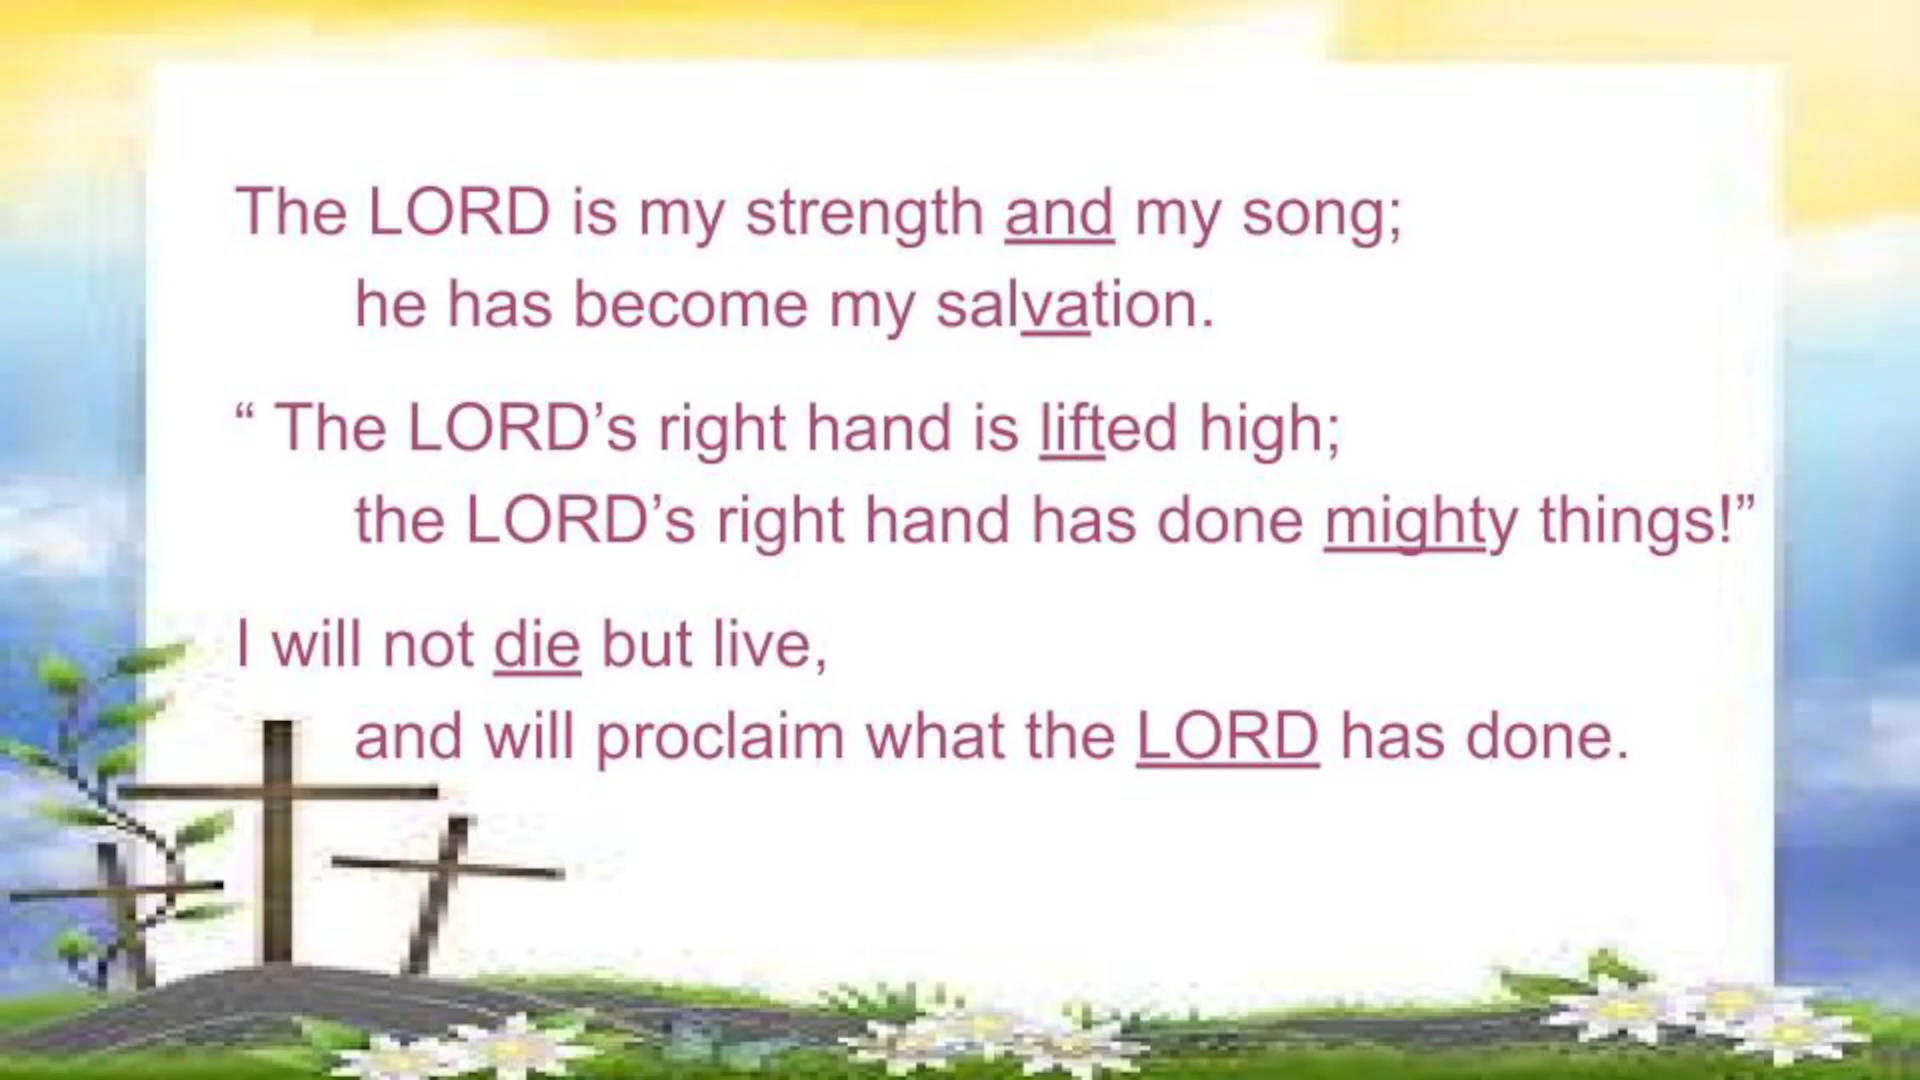 The LORD is my strength and my song;
he has become my salvation.
“ The LORD’s right hand is lifted high;
the LORD’s right hand has done mighty things!”
I will not die but live,
and will proclaim what the LORD has done.